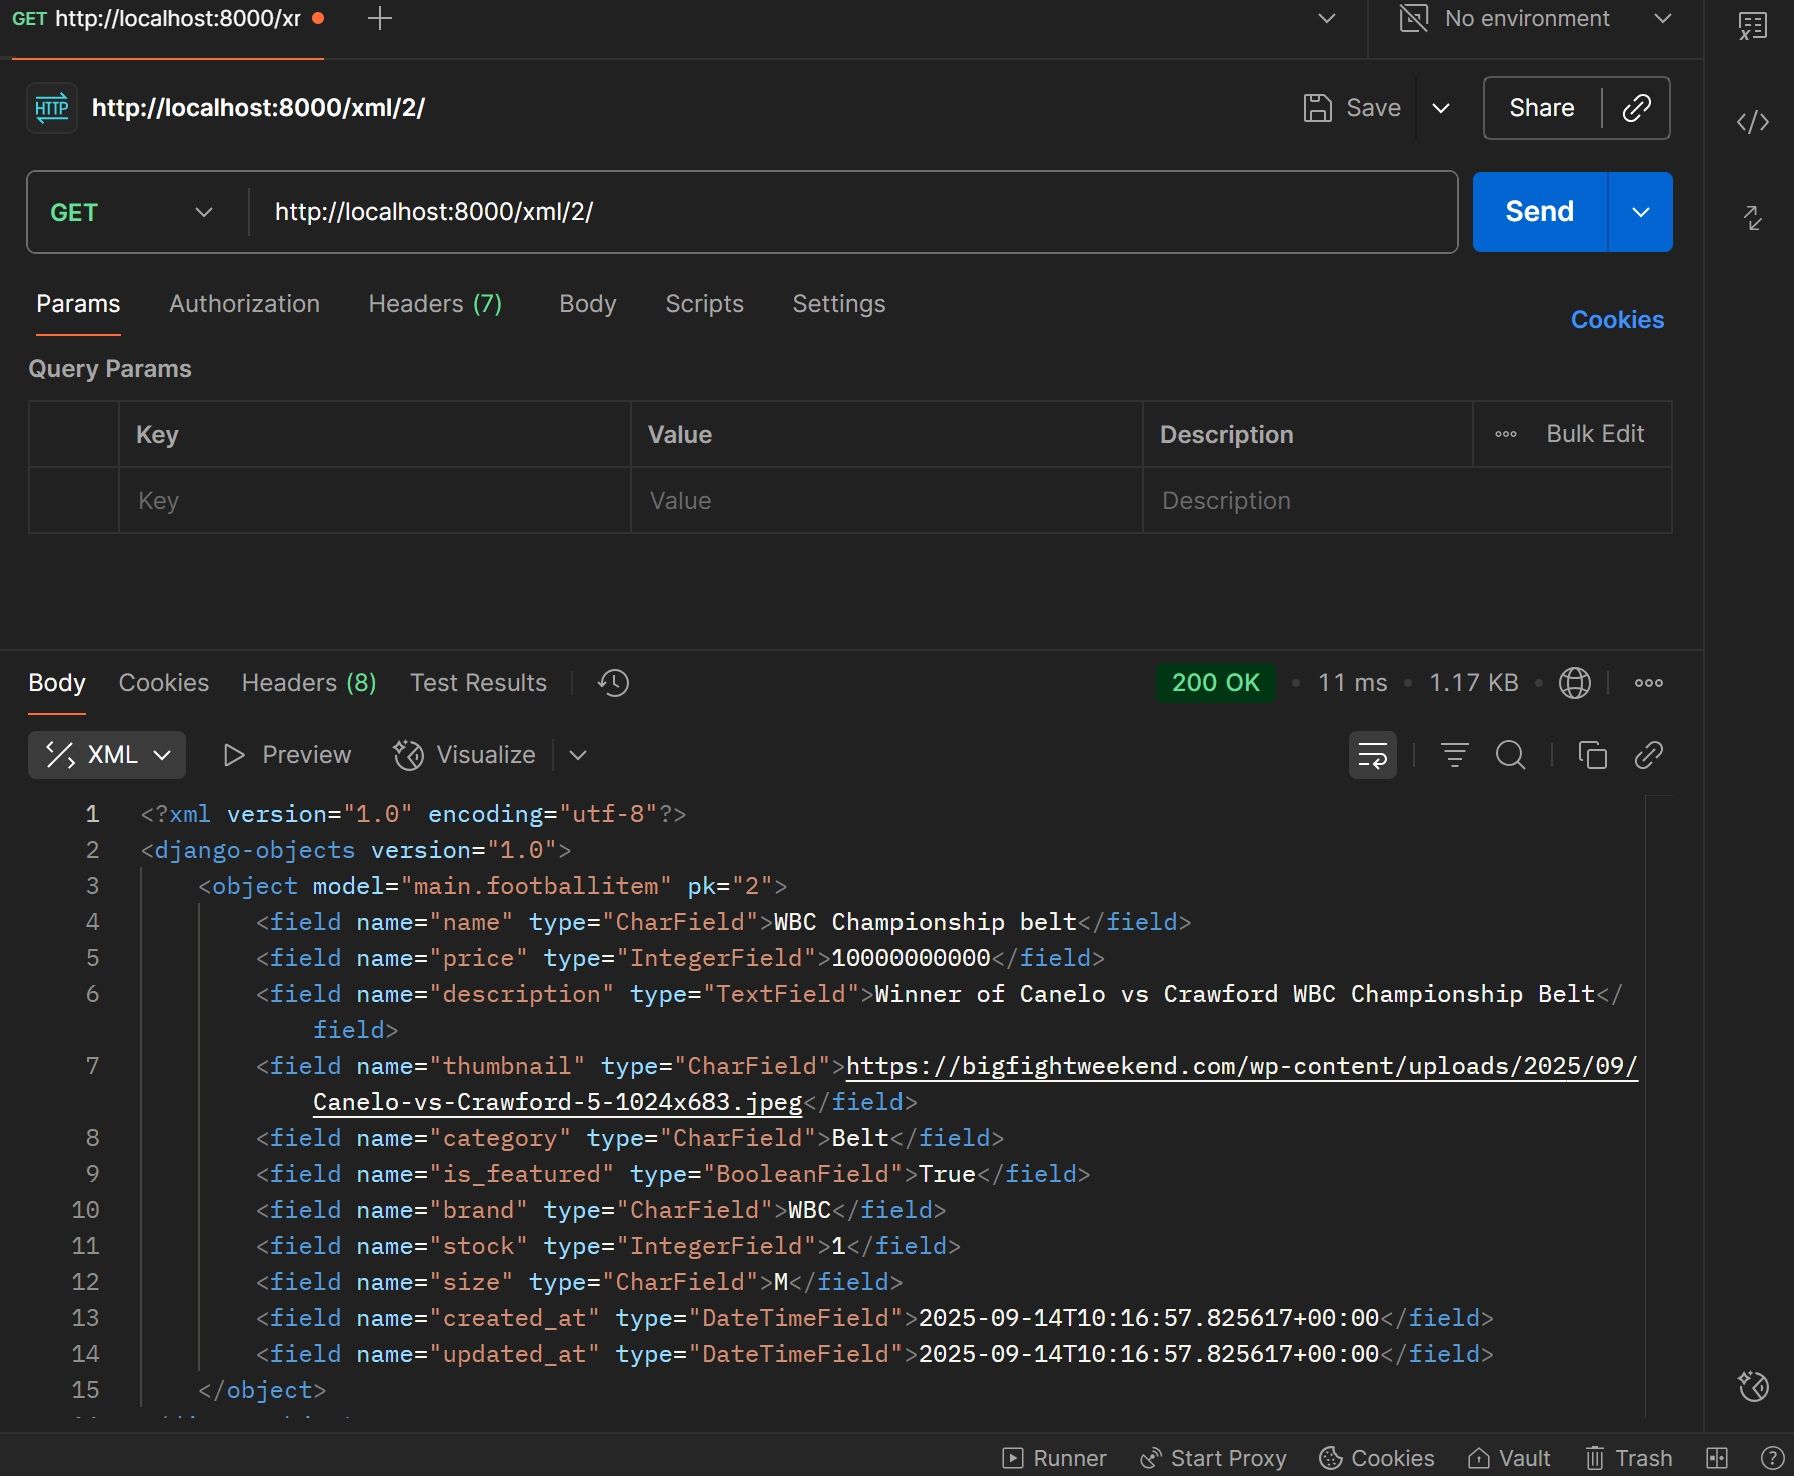 GET http://localhost:8000/xr
No environment
HTTP http://localhost:8000/xml/2/
Save
Share
GET
http://localhost:8000/xml/2/
Send
Params Authorization Headers (7) Body Scripts Settings
Cookies
Query Params
Key Value Description Bulk Edit
Key Value Description
Body Cookies Headers (8) Test Results
200 OK • 11 ms • 1.17 KB
XML Preview Visualize
1 <?xml version="1.0" encoding="utf-8"?>
2 <django-objects version="1.0">
3 <object model="main.footballitem" pk="2">
4 <field name="name" type="CharField">WBC Championship belt</field>
5 <field name="price" type="IntegerField">10000000000</field>
6 <field name="description" type="TextField">Winner of Canelo vs Crawford WBC Championship Belt</
field>
7 <field name="thumbnail" type="CharField">https://bigfightweekend.com/wp-content/uploads/2025/09/
Canelo-vs-Crawford-5-1024x683.jpeg</field>
8 <field name="category" type="CharField">Belt</field>
9 <field name="is_featured" type="BooleanField">True</field>
10 <field name="brand" type="CharField">WBC</field>
11 <field name="stock" type="IntegerField">1</field>
12 <field name="size" type="CharField">M</field>
13 <field name="created_at" type="DateTimeField">2025-09-14T10:16:57.825617+00:00</field>
14 <field name="updated_at" type="DateTimeField">2025-09-14T10:16:57.825617+00:00</field>
15 </object>
Runner Start Proxy Cookies Vault Trash